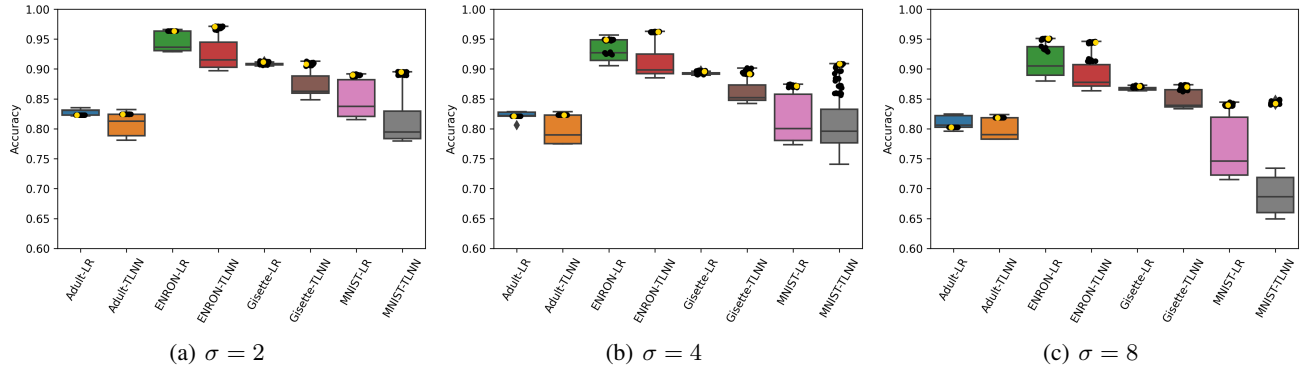 1.00
0.95
0.90
0.85
0.80
0.75
0.70
0.65
0.60
Accuracy
Adult-LR
Adult-TLNN
ENRON-LR
ENRON-TLNN
Gisette-LR
Gisette-TLNN
MNIST-LR
MNIST-TLNN
(a) σ = 2
1.00
0.95
0.90
0.85
0.80
0.75
0.70
0.65
0.60
Accuracy
Adult-LR
Adult-TLNN
ENRON-LR
ENRON-TLNN
Gisette-LR
Gisette-TLNN
MNIST-LR
MNIST-TLNN
(b) σ = 4
1.00
0.95
0.90
0.85
0.80
0.75
0.70
0.65
0.60
Accuracy
Adult-LR
Adult-TLNN
ENRON-LR
ENRON-TLNN
Gisette-LR
Gisette-TLNN
MNIST-LR
MNIST-TLNN
(c) σ = 8